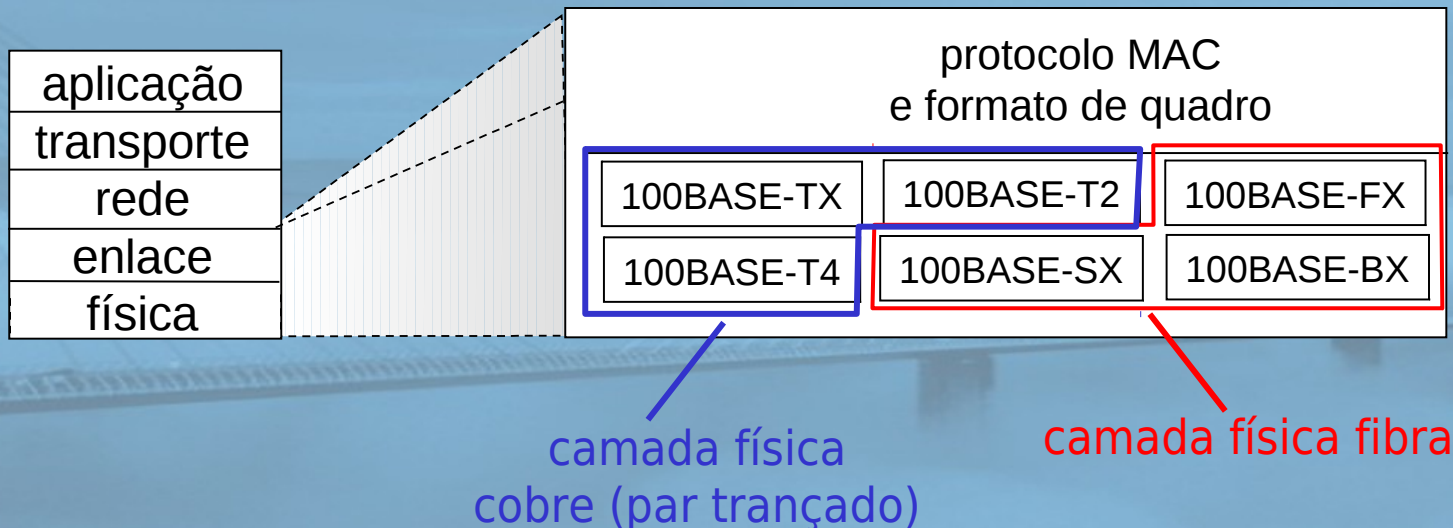 aplicação
transporte
rede
enlace
física
protocolo MAC
e formato de quadro
100BASE-TX
100BASE-T2
100BASE-FX
100BASE-T4
100BASE-SX
100BASE-BX
camada física
cobre (par trançado)
camada física fibra